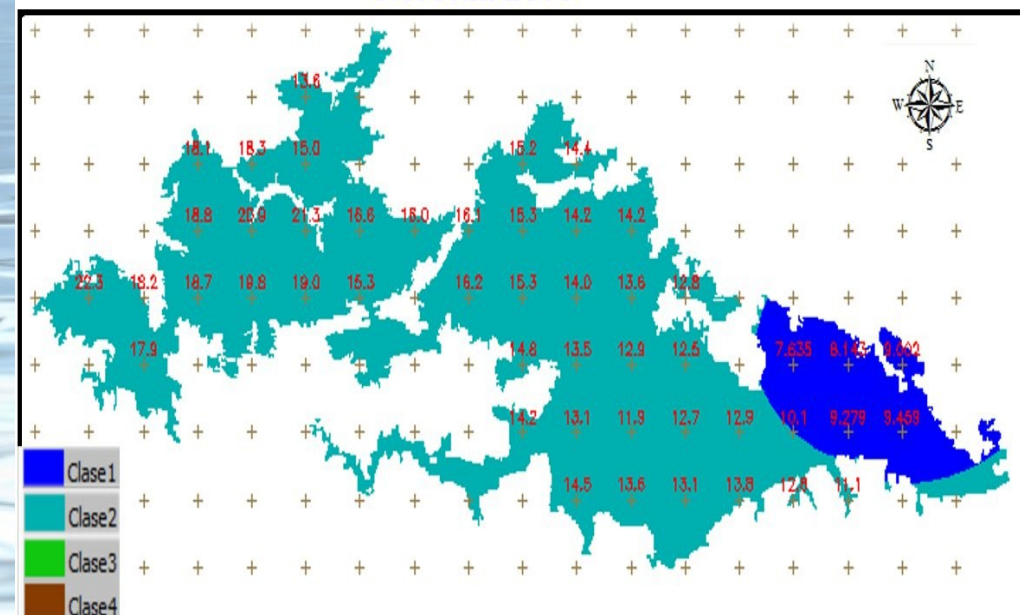 N
W E
S
13.6
18.1 18.3 15.0 15.2 14.4
18.8 20.9 21.3 16.6 16.0 16.1 15.3 14.2 14.2
22.3 18.2 18.7 19.8 19.0 15.3 16.2 15.3 14.0 13.6 12.8
17.9 14.8 13.5 12.9 12.5 7.635 8.143 9.002
14.2 13.1 11.9 12.7 12.9 10.1 9.279 9.459
14.5 13.6 13.1 13.8 12.8 11.1
Clase1
Clase2
Clase3
Clase4